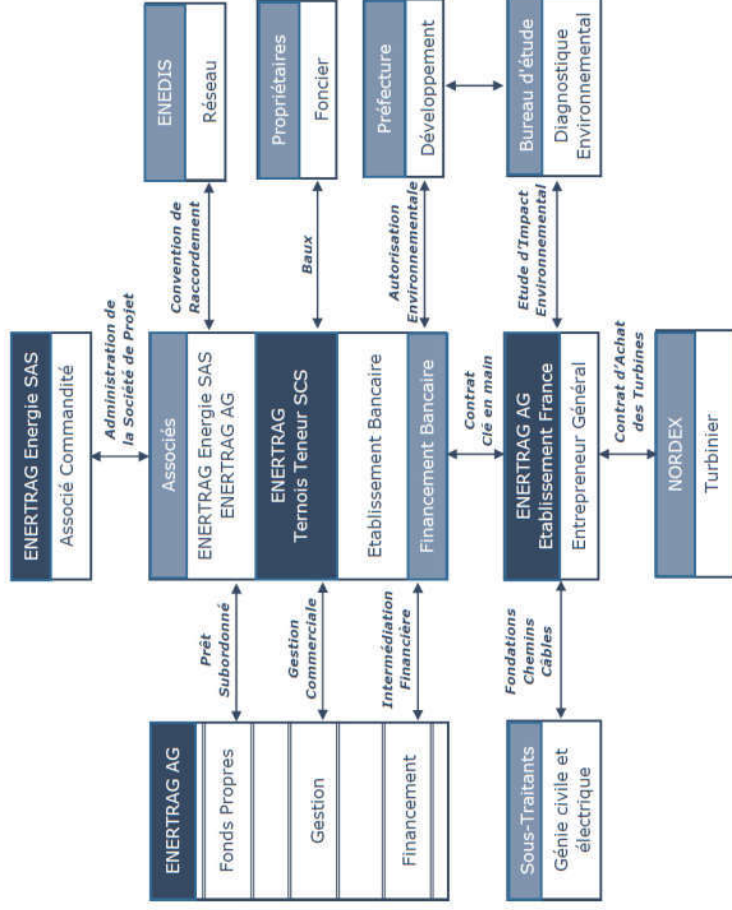 ENERTRAG Energie SAS
Associé Commandité
Administration de
la Société de Projet
ENERTRAG AG
Fonds Propres
Gestion
Financement
Prêt
Subordonné
Gestion
Commerciale
Intermédiation
Financière
Associés
ENERTRAG Energie SAS
ENERTRAG AG
ENERTRAG
Ternois Teneur SCS
Etablissement Bancaire
Financement Bancaire
Convention de
Raccordement
Baux
Autorisation
Environnementale
ENEDIS
Réseau
Propriétaires
Foncier
Préfecture
Développement
Contrat
Clé en main
Sous-Traitants
Génie civile et
électrique
Fondations
Chemins
Câbles
ENERTRAG AG
Etablissement France
Entrepreneur Général
Etude d'Impact
Environnemental
Bureau d'étude
Diagnostique
Environnemental
Contrat d'Achat
des Turbines
NORDEX
Turbinier